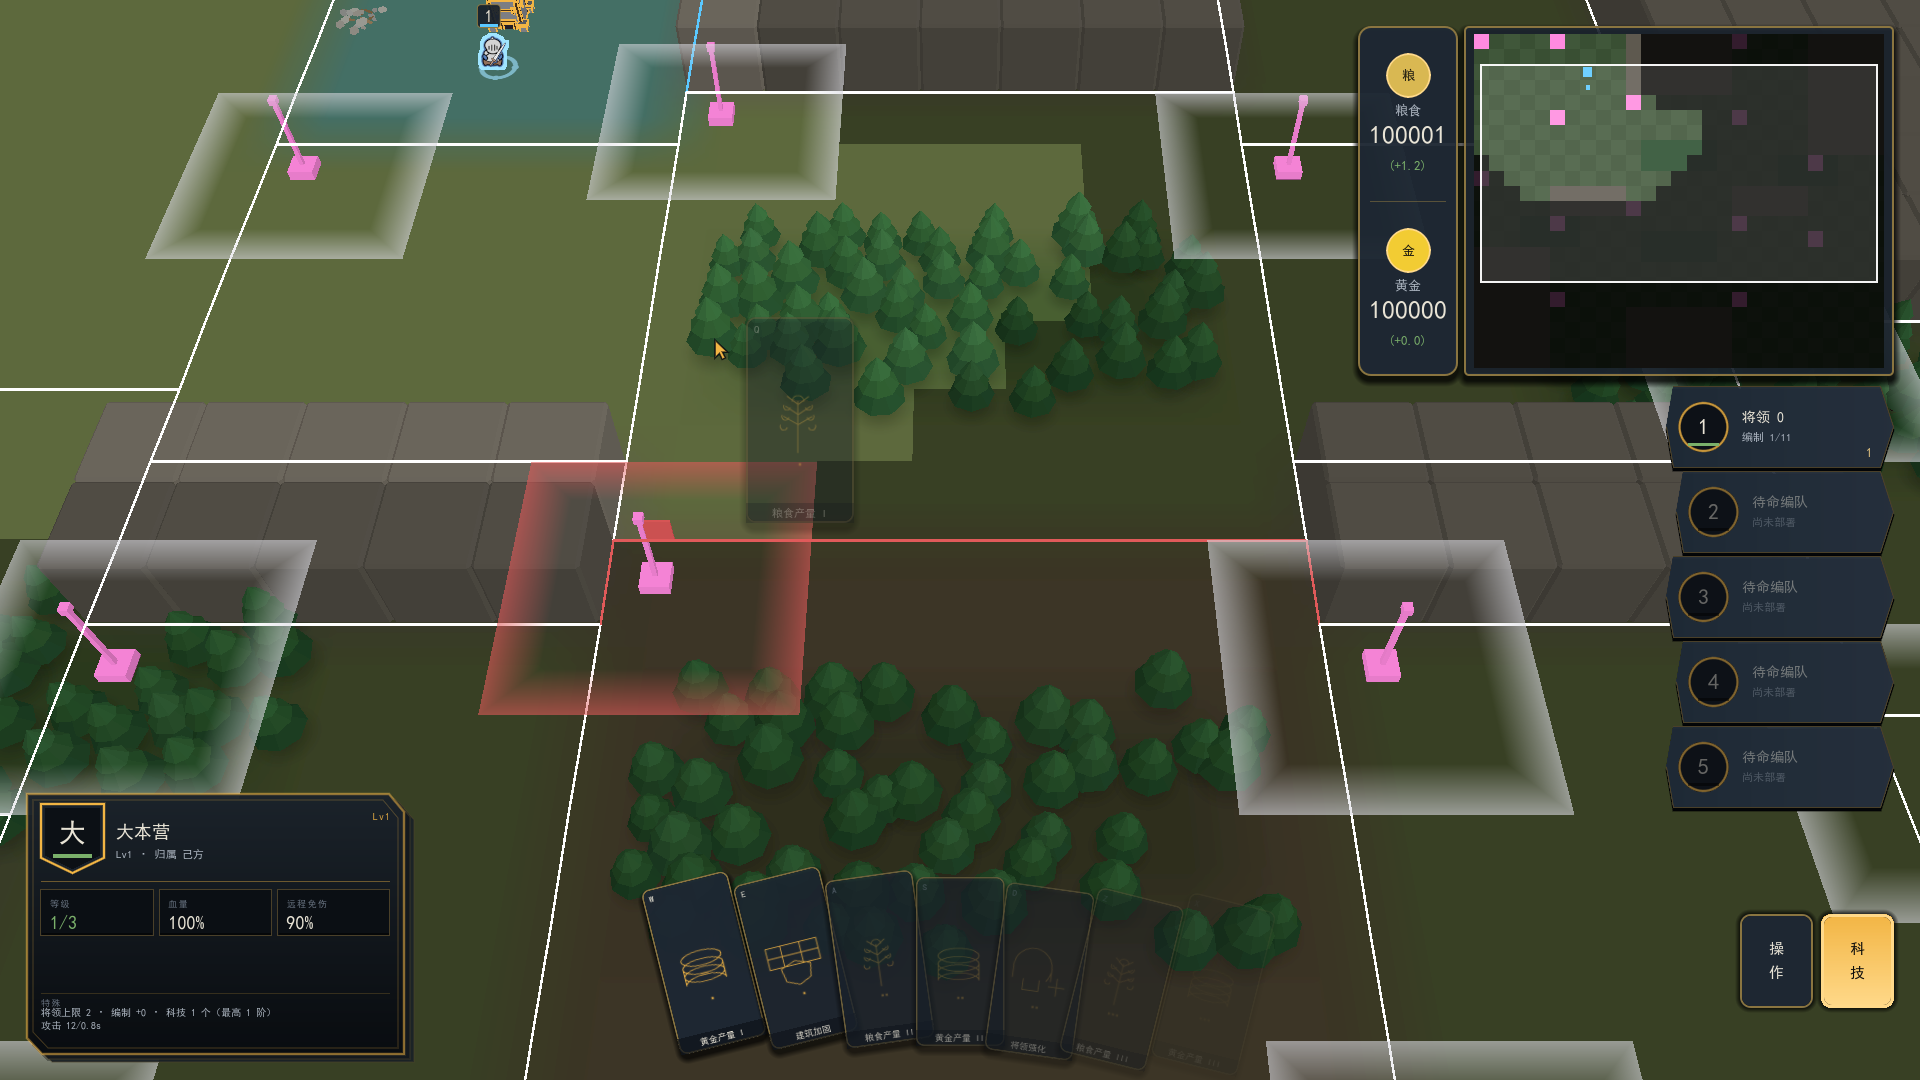 1
粮
粮食
100001
(+1.2)
金
黄金
100000
(+0.0)
1
将领 0
编制 1/11
1
2
待命编队
尚未部署
3
待命编队
尚未部署
4
待命编队
尚未部署
5
待命编队
尚未部署
Q
粮食产量 I
大
大本营
Lv1 · 归属 己方
Lv1
等级
1/3
血量
100%
远程免伤
90%
特殊
将领上限 2 · 编制 +0 · 科技 1 个 (最高 1 阶)
攻击 12/0.8s
W
黄金产量 I
E
建筑加固
A
粮食产量 II
黄金产量 II
将领强化
粮食产量 III
黄金产量 III
操作
科技